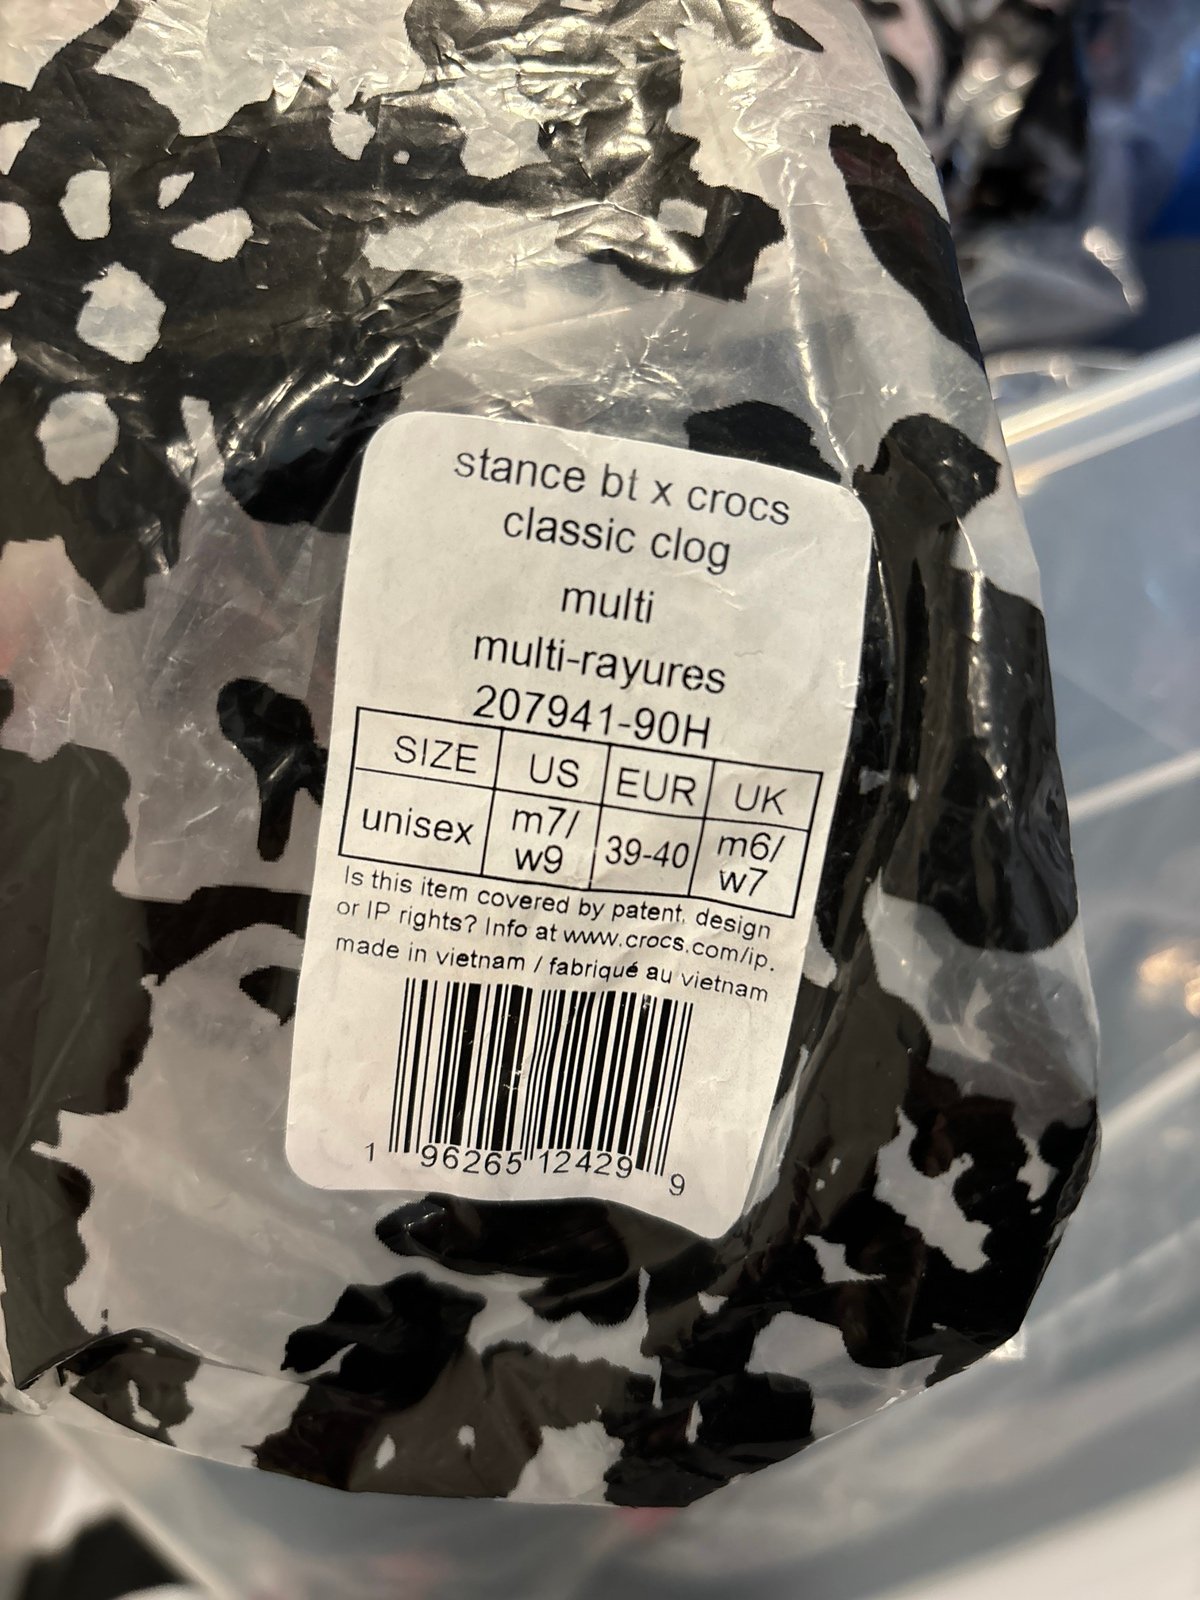 stance bt x crocs
classic clog
multi
multi-rayures
207941-90H
SIZE US EUR UK
unisex m7/ w9 39-40 m6/ w7
Is this item covered by patent, design
or IP rights? Info at www.crocs.com/ip.
made in vietnam / fabriqué au vietnam
1 96265 12429 9